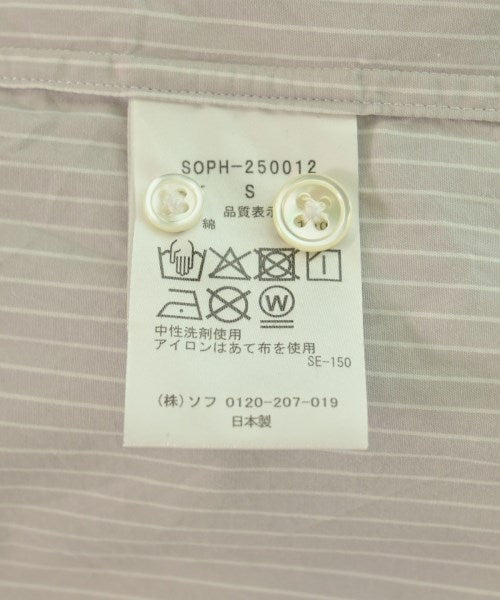 SOPH-250012
S
品質表示
綿
W
中性洗剤使用
アイロンはあて布を使用
SE-150
(株)ソフ 0120-207-019
日本製